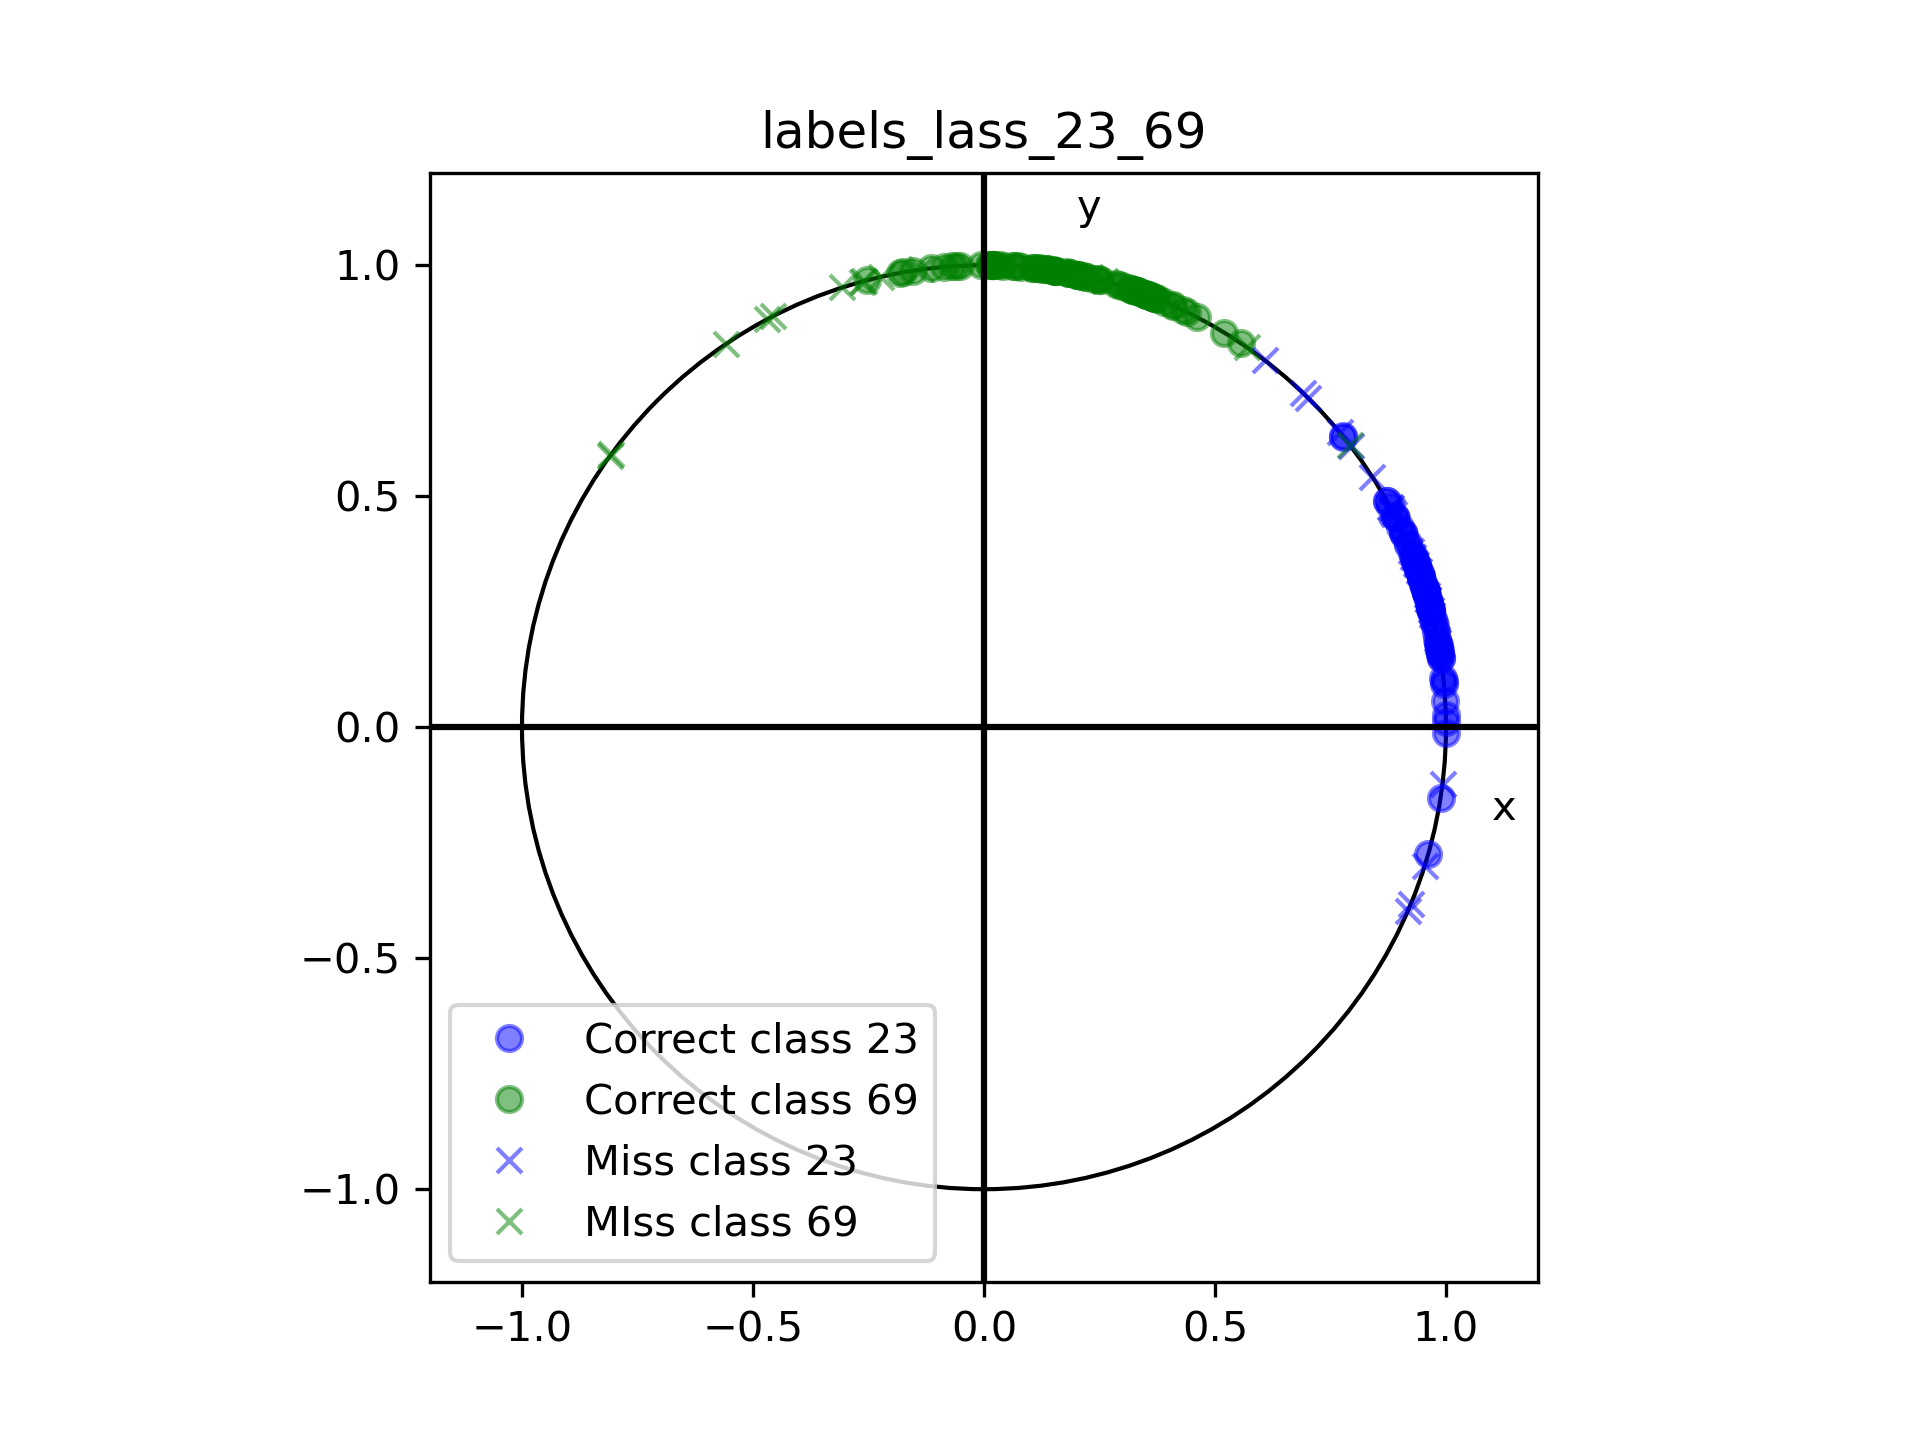 labels_lass_23_69
y
1.0
0.5
0.0
x
−0.5
−1.0
Correct class 23
Correct class 69
Miss class 23
MIss class 69
−1.0 −0.5 0.0 0.5 1.0